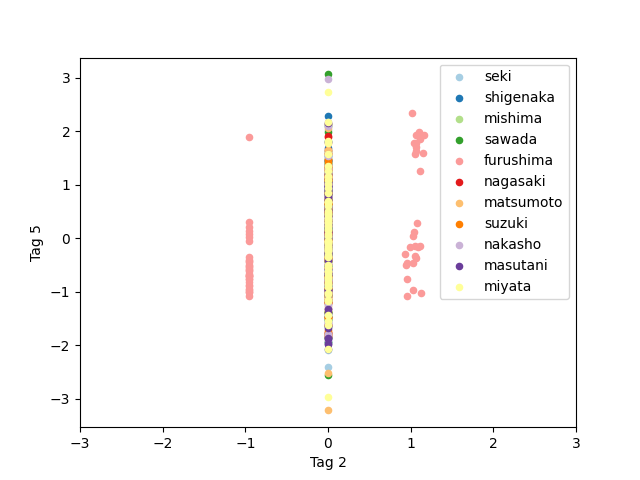 3
2
1
0
−1
−2
−3
Tag 5
−3
−2
−1
0
1
2
3
Tag 2
seki
shigenaka
mishima
sawada
furushima
nagasaki
matsumoto
suzuki
nakasho
masutani
miyata